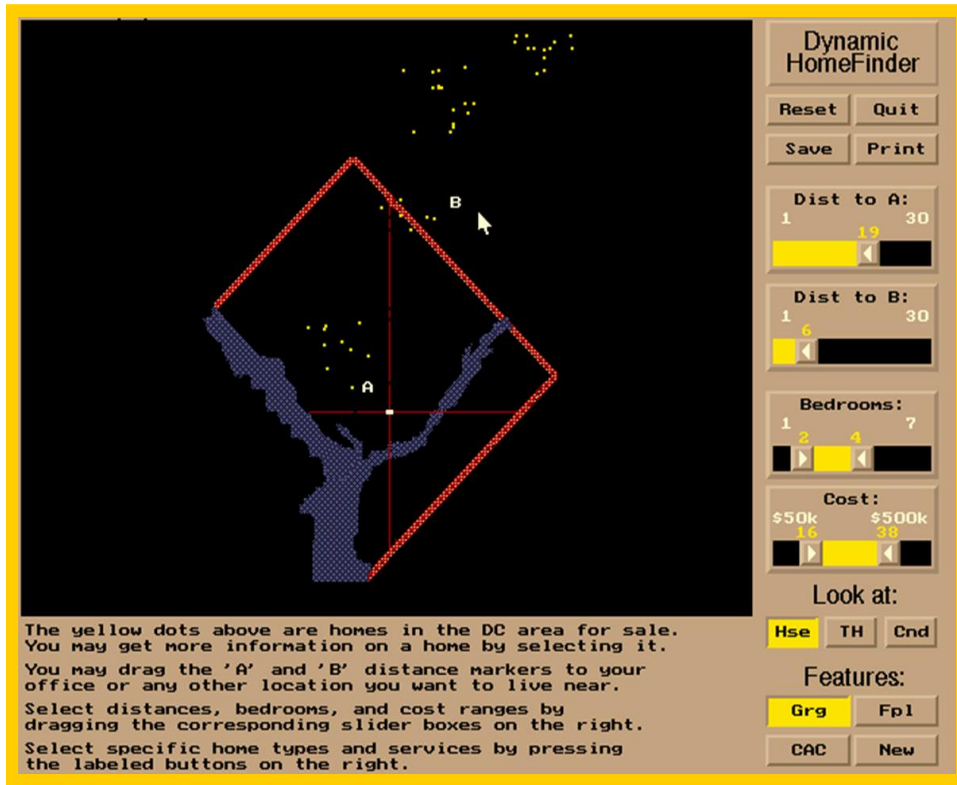 Dynamic
HomeFinder
Reset Quit
Save Print
B
Dist to A:
1 30
19
Dist to B:
1 30
6
A
Bedrooms:
1 7
2 4
Cost:
$50k $500k
16 38
Look at:
Hse TH Cnd
Features:
Grg Fpl
CAC New
The yellow dots above are homes in the DC area for sale.
You may get more information on a home by selecting it.
You may drag the 'A' and 'B' distance markers to your
office or any other location you want to live near.
Select distances, bedrooms, and cost ranges by
dragging the corresponding slider boxes on the right.
Select specific home types and services by pressing
the labeled buttons on the right.